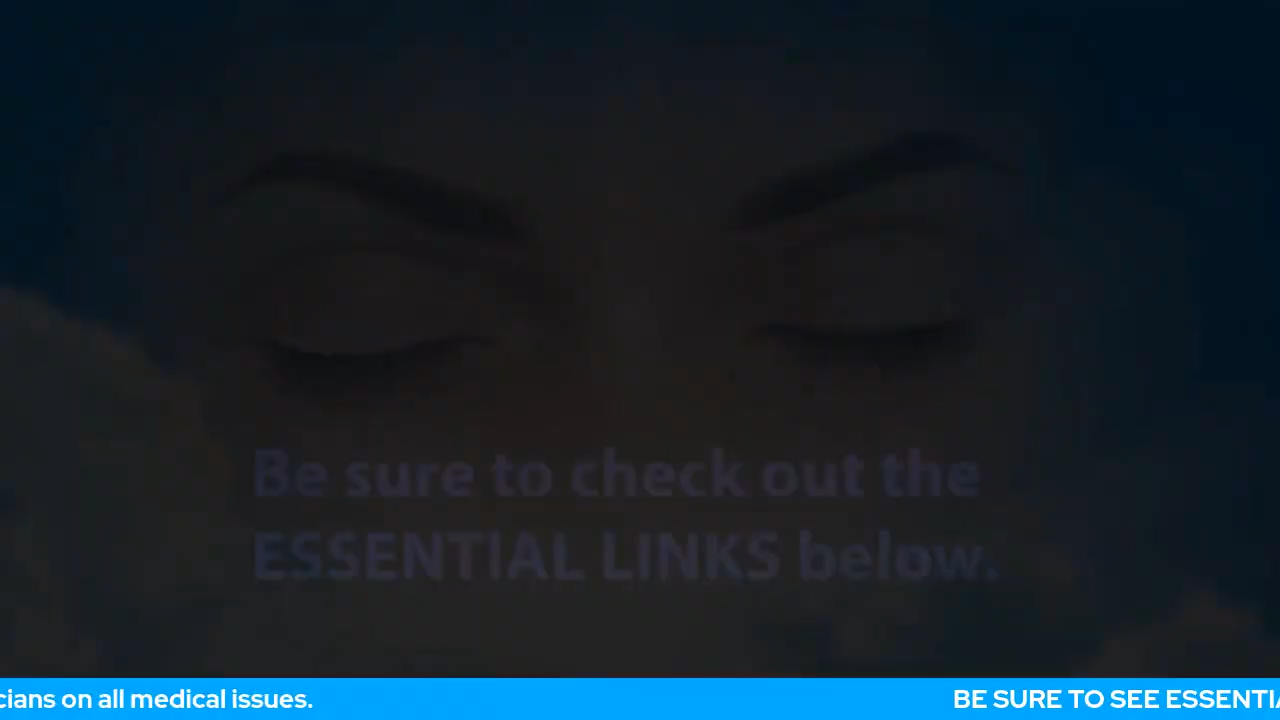 Be sure to check out the
ESSENTIAL LINKS below.
cians on all medical issues.
BE SURE TO SEE ESSENTIA